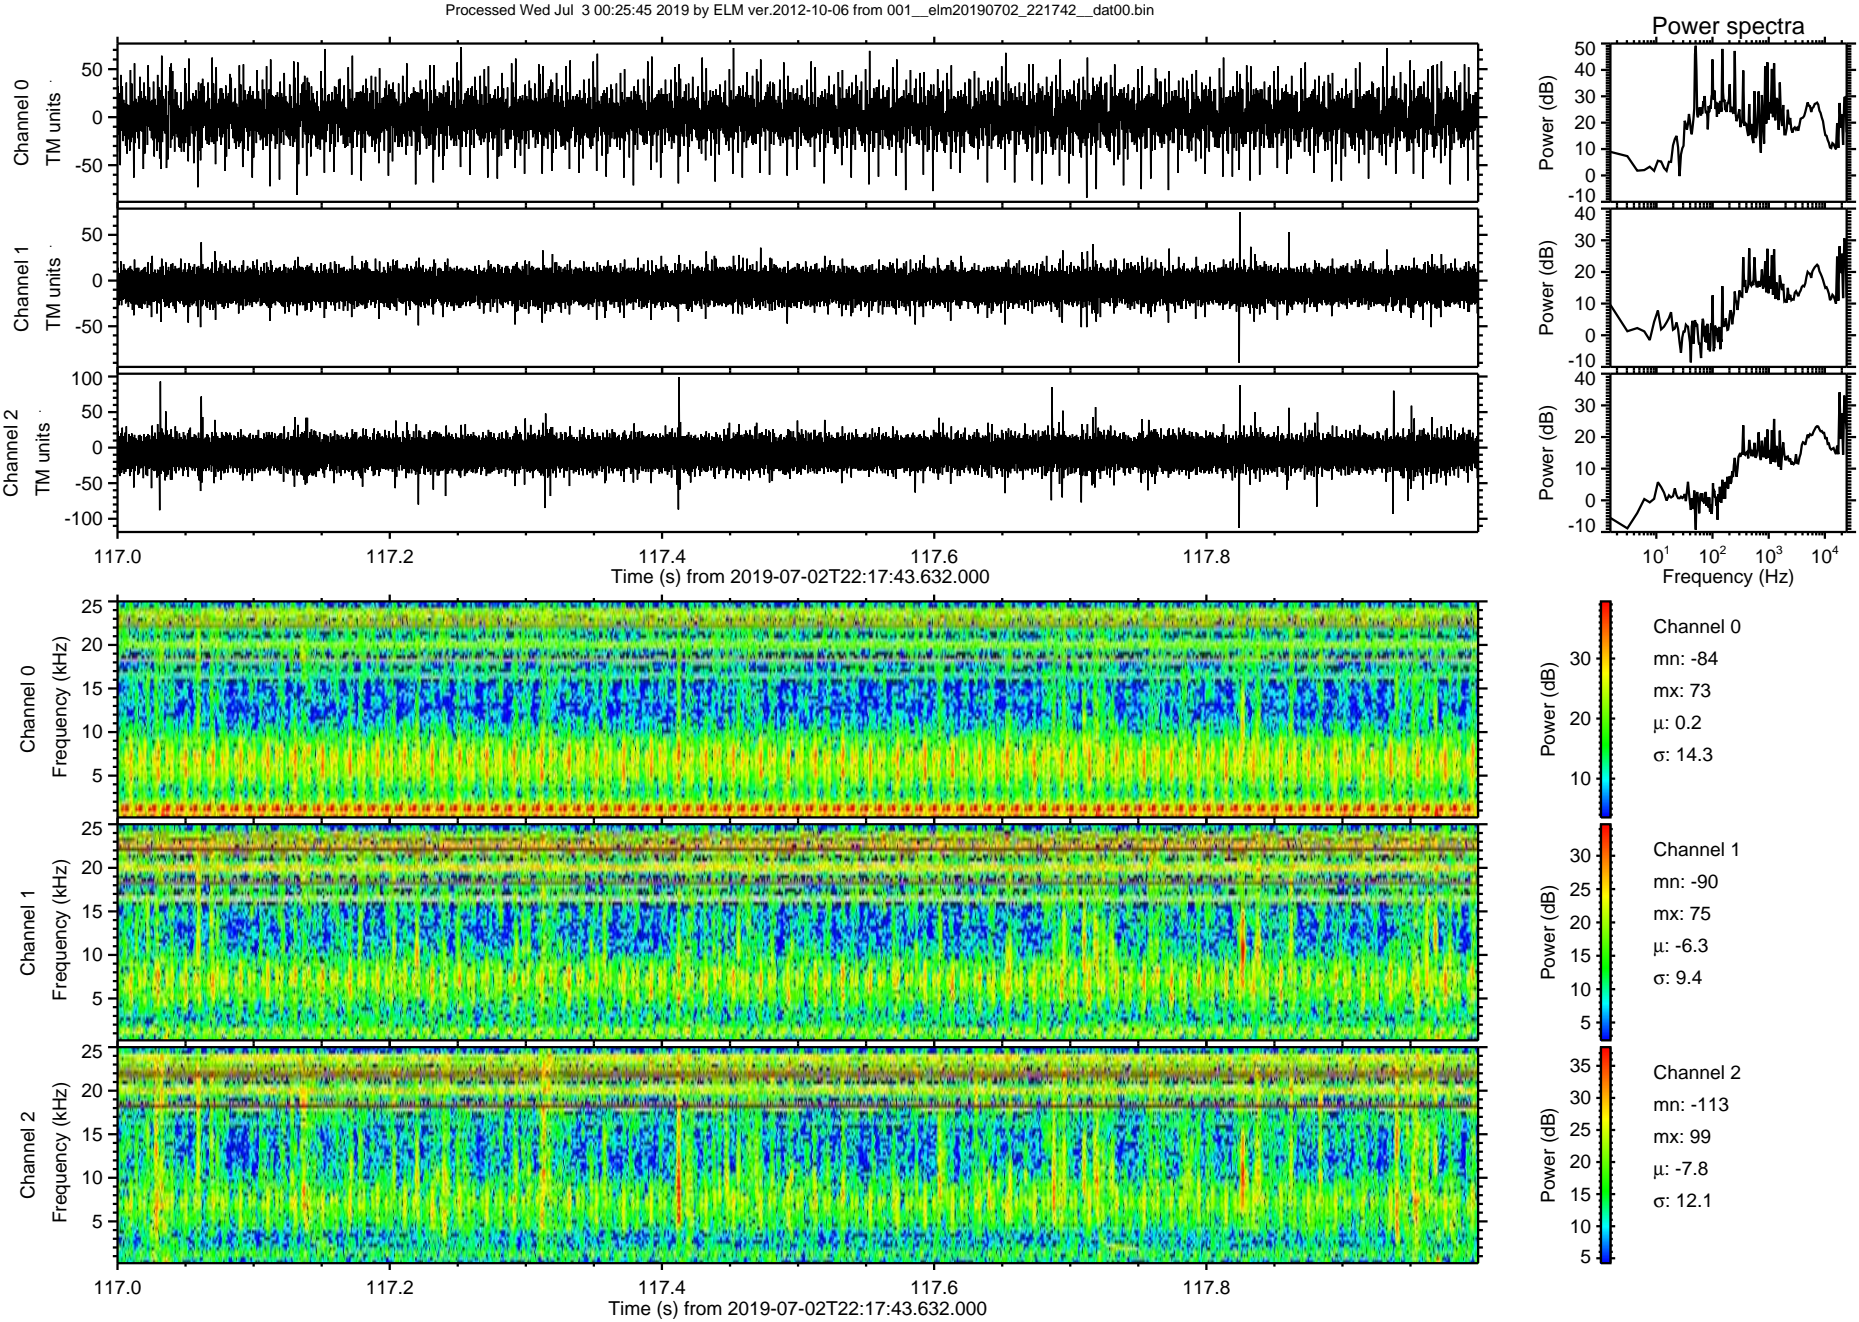 Processed Wed Jul  3 00:25:45 2019 by ELM ver.2012-10-06 from 001__elm20190702_221742__dat00.bin
Power spectra
Channel 0
TM units
50
0
-50
Power (dB)
50
40
30
20
10
0
-10
Channel 1
TM units
50
0
-50
Power (dB)
40
30
20
10
0
-10
Channel 2
TM units
100
50
0
-50
-100
Power (dB)
40
30
20
10
0
-10
117.0 117.2 117.4 117.6 117.8
Time (s) from 2019-07-02T22:17:43.632.000
10¹ 10² 10³ 10⁴
Frequency (Hz)
Channel 0
Frequency (kHz)
25
20
15
10
5
Power (dB)
30
20
10
Channel 0
mn: -84
mx: 73
μ: 0.2
σ: 14.3
Channel 1
Frequency (kHz)
25
20
15
10
5
Power (dB)
30
25
20
15
10
5
Channel 1
mn: -90
mx: 75
μ: -6.3
σ: 9.4
Channel 2
Frequency (kHz)
25
20
15
10
5
Power (dB)
35
30
25
20
15
10
5
Channel 2
mn: -113
mx: 99
μ: -7.8
σ: 12.1
117.0 117.2 117.4 117.6 117.8
Time (s) from 2019-07-02T22:17:43.632.000